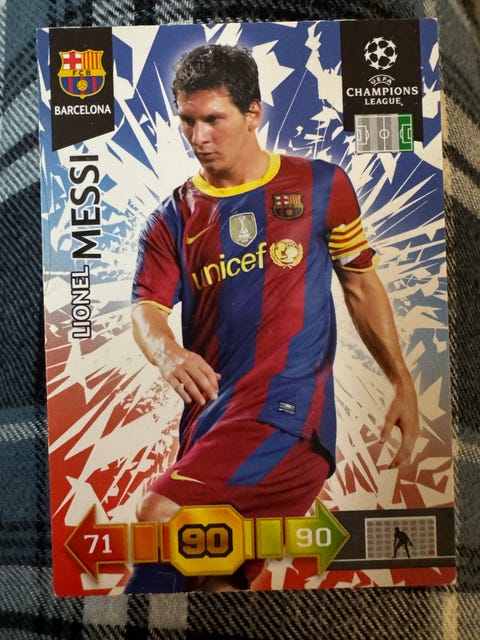 FCB
BARCELONA
UEFA
CHAMPIONS
LEAGUE
LIONEL
MESSI
unicef
71
90
90